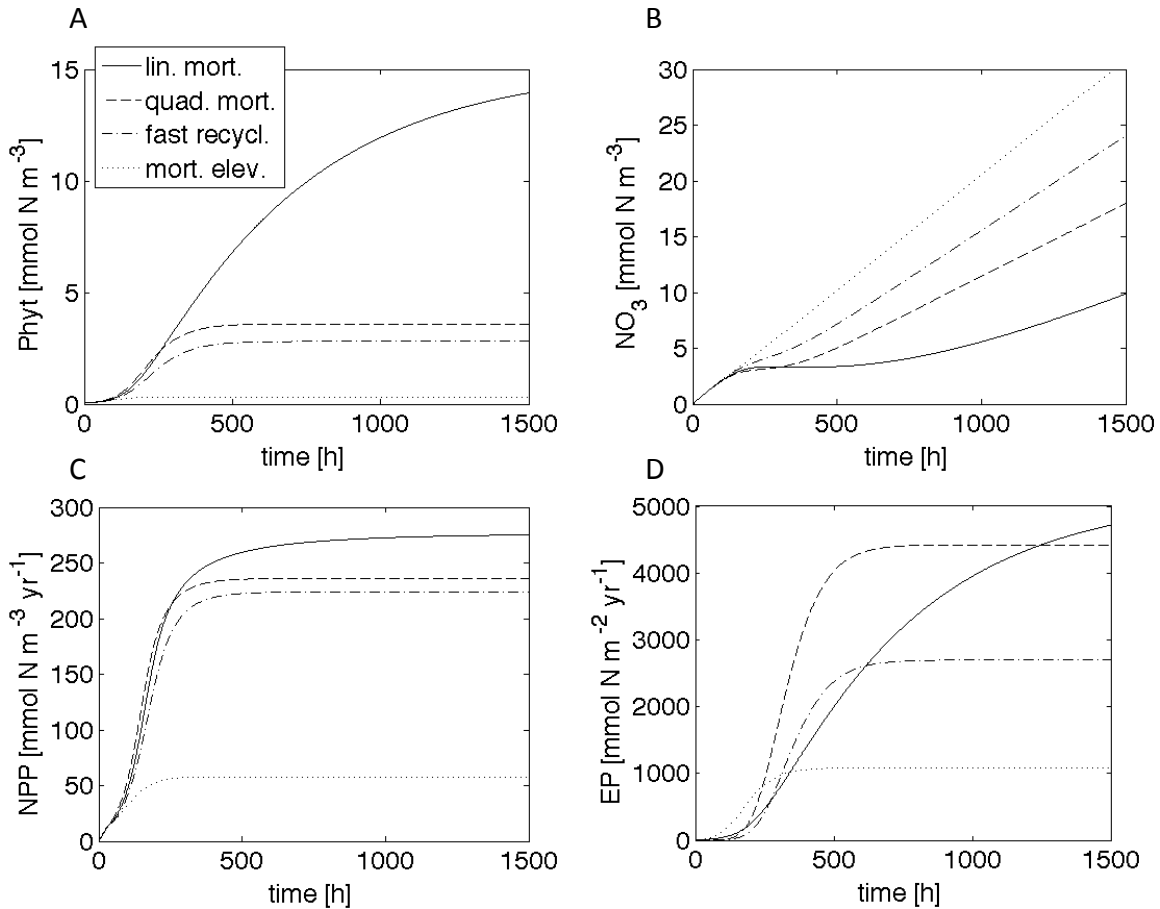 A
B
lin. mort.
quad. mort.
fast recycl.
mort. elev.
15
10
5
0
Phyt [mmol N m⁻³]
0 500 1000 1500
time [h]
30
25
20
15
10
5
0
NO₃ [mmol N m⁻³]
0 500 1000 1500
time [h]
C
D
300
250
200
150
100
50
0
NPP [mmol N m⁻³ yr⁻¹]
0 500 1000 1500
time [h]
5000
4000
3000
2000
1000
0
EP [mmol N m⁻² yr⁻¹]
0 500 1000 1500
time [h]